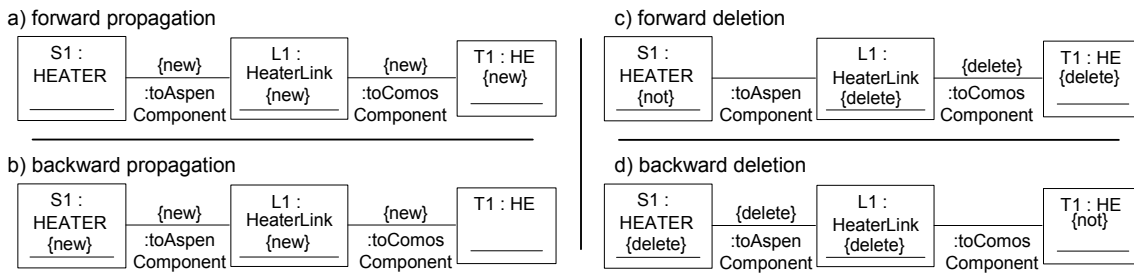 a) forward propagation
S1 :
HEATER
{new}
:toAspen
Component
L1 :
HeaterLink
{new}
{new}
:toComos
Component
T1 : HE
{new}
b) backward propagation
S1 :
HEATER
{new}
{new}
:toAspen
Component
L1 :
HeaterLink
{new}
{new}
:toComos
Component
T1 : HE
c) forward deletion
S1 :
HEATER
{not}
:toAspen
Component
L1 :
HeaterLink
{delete}
{delete}
:toComos
Component
T1 : HE
{delete}
d) backward deletion
S1 :
HEATER
{delete}
{delete}
:toAspen
Component
L1 :
HeaterLink
{delete}
:toComos
Component
T1 : HE
{not}